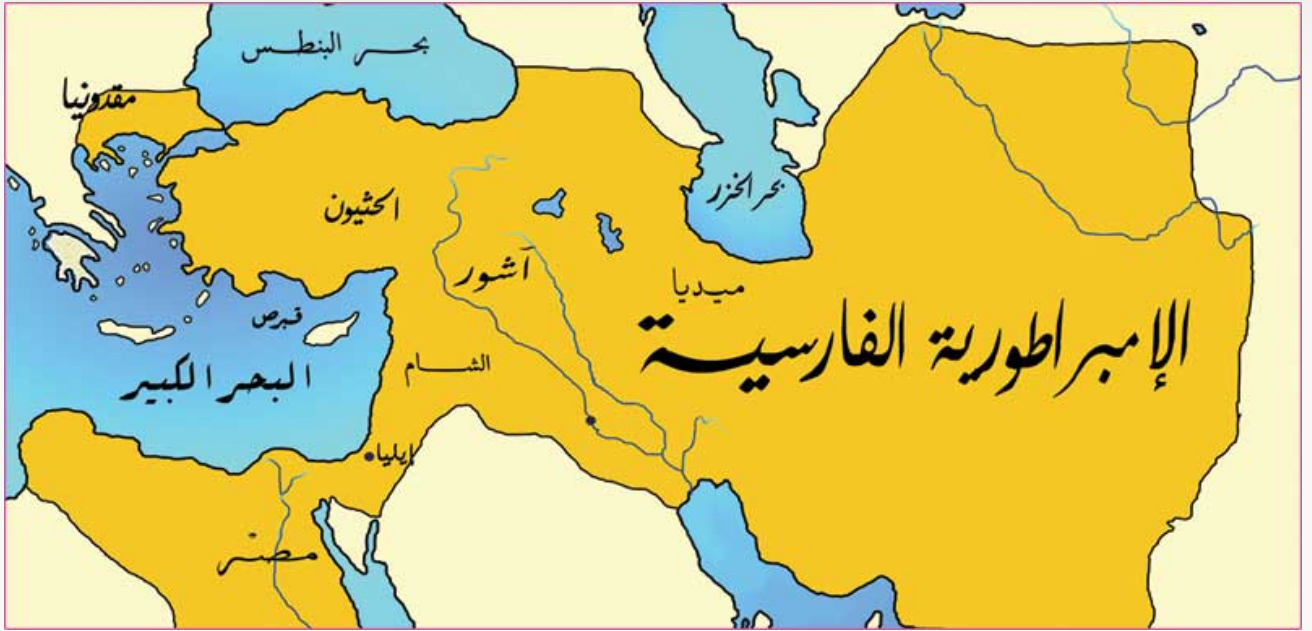 بحر البنطس
مقدونيا
بحر الخزر
الحثيون
آشور
ميديا
قبرص
الإمبراطورية الفارسية
الشام
البحر الكبير
إيليا
مصر